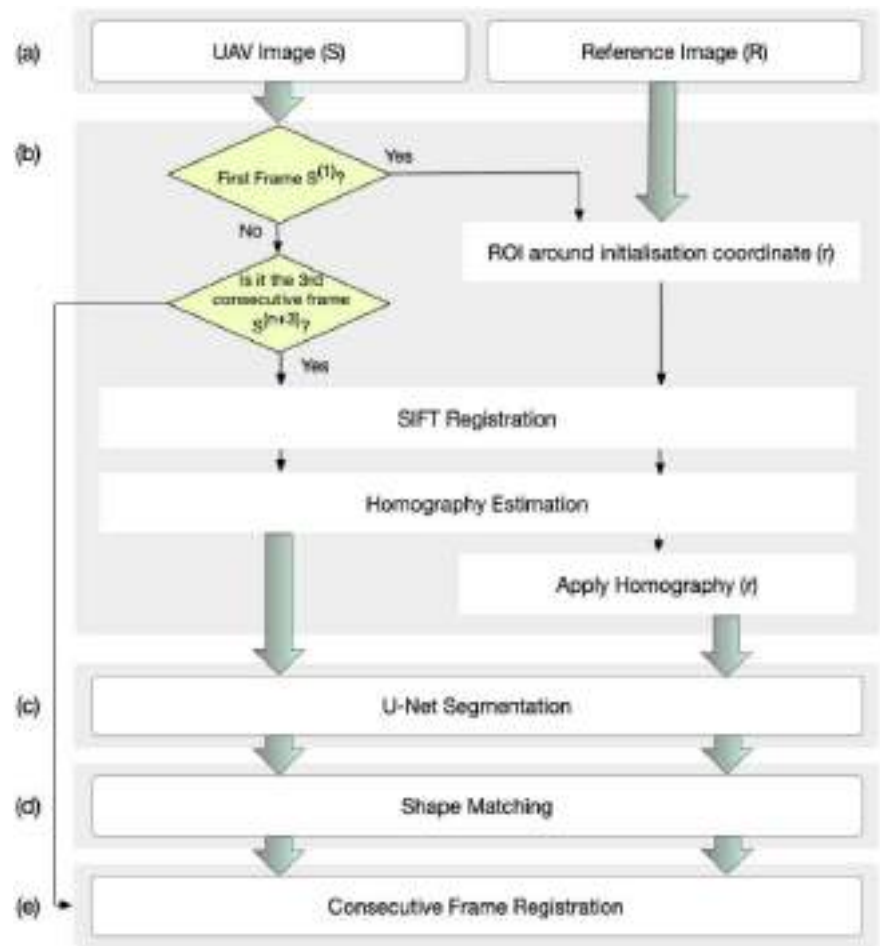 (a)
UAV Image (S)
Reference Image (R)
(b)
First Frame S(1)?
Yes
No
ROI around initialisation coordinate (r)
Is it the 3rd
consecutive frame
S(n+3)?
Yes
SIFT Registration
Homography Estimation
Apply Homography (r)
(c)
U-Net Segmentation
(d)
Shape Matching
(e)
Consecutive Frame Registration